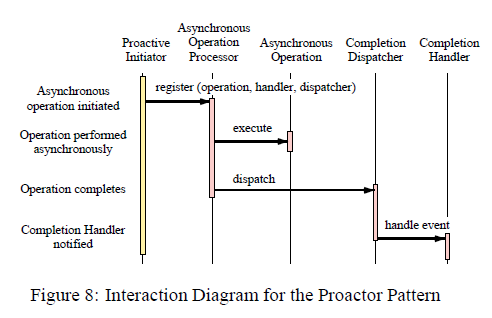 Proactive Initiator
Asynchronous Operation Processor
Asynchronous Operation
Completion Dispatcher
Completion Handler
Asynchronous operation initiated
register (operation, handler, dispatcher)
Operation performed asynchronously
execute
Operation completes
dispatch
Completion Handler notified
handle event
Figure 8: Interaction Diagram for the Proactor Pattern